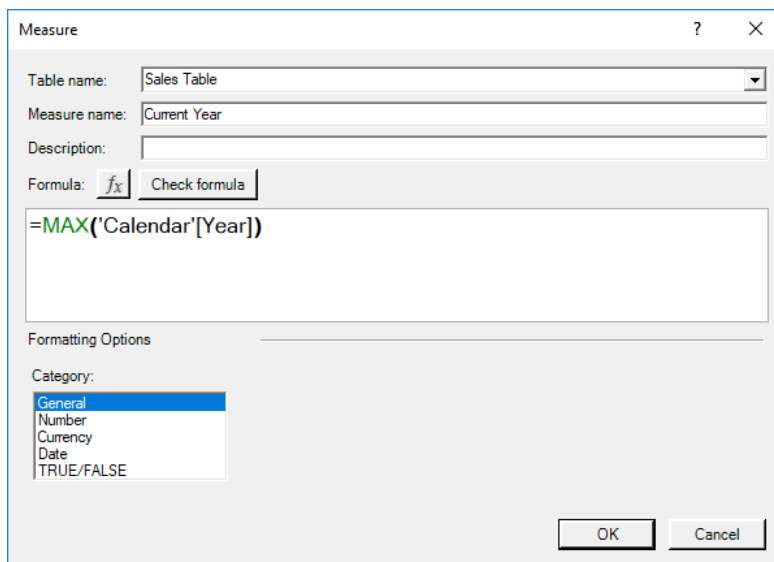 Measure
Table name: Sales Table
Measure name: Current Year
Description:
Formula: fx Check formula
=MAX('Calendar'[Year])
Formatting Options
Category:
General
Number
Currency
Date
TRUE/FALSE
OK Cancel